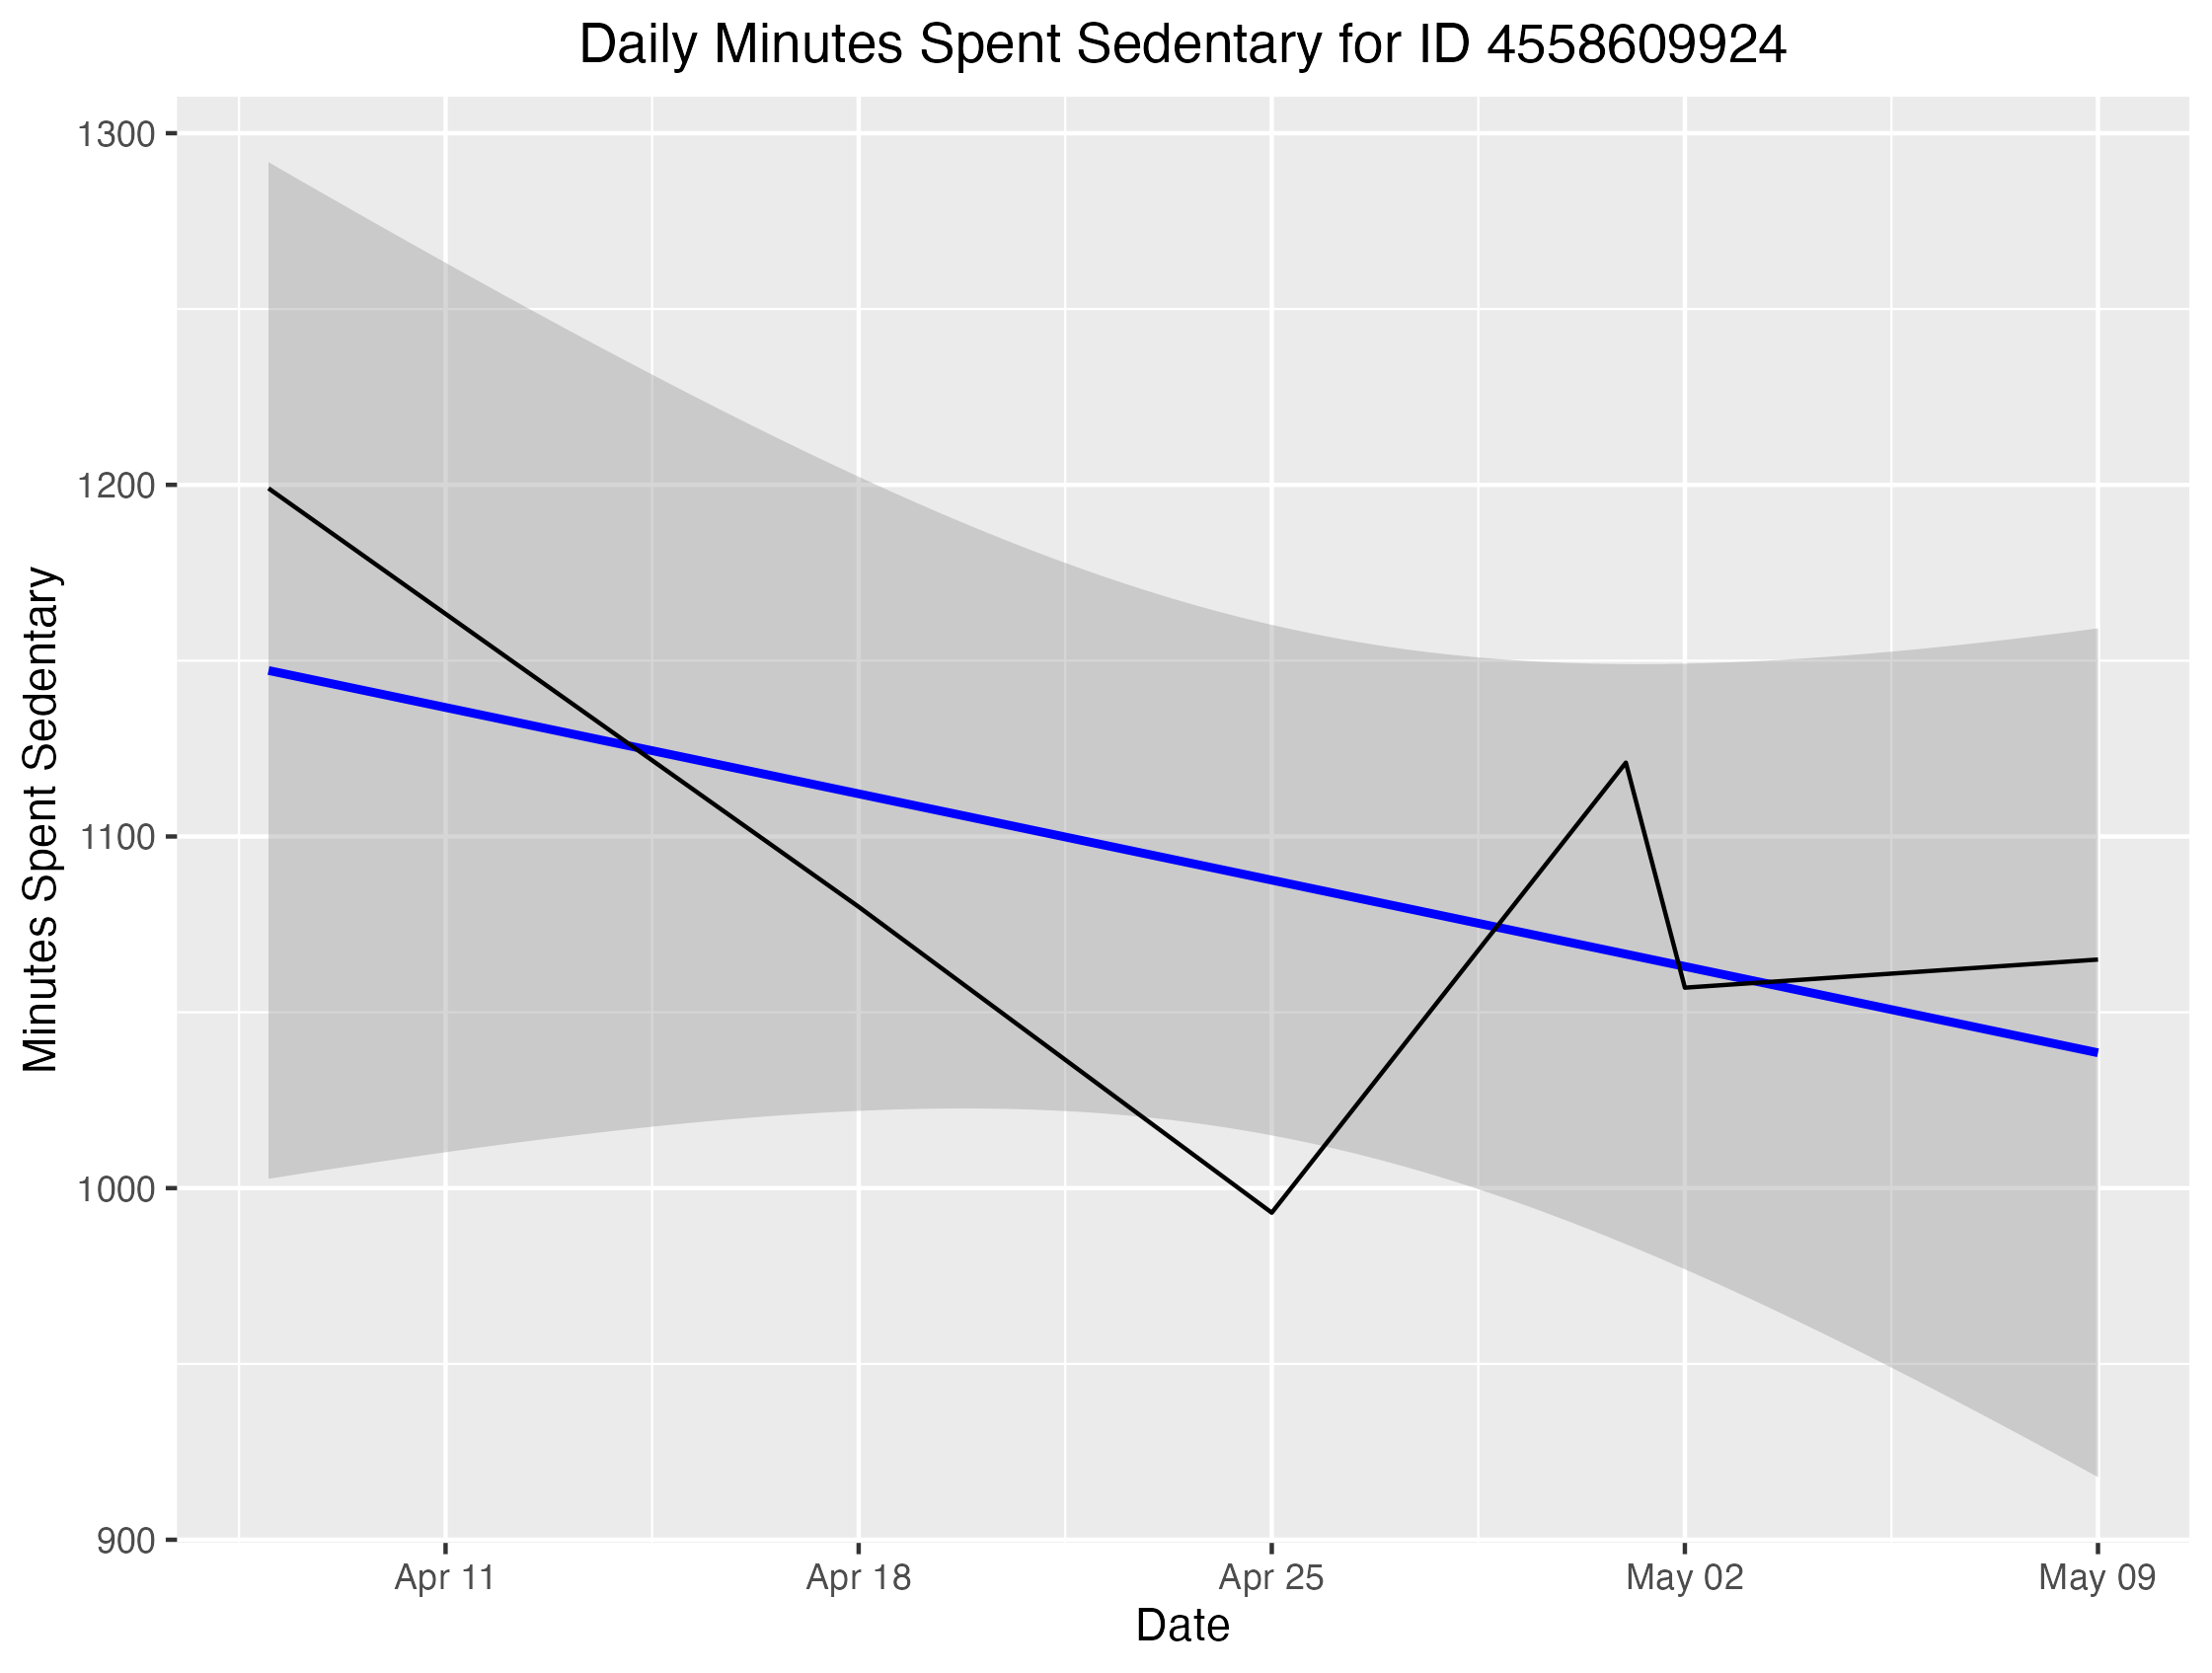 Daily Minutes Spent Sedentary for ID 4558609924
Minutes Spent Sedentary
1300
1200
1100
1000
900
Apr 11
Apr 18
Apr 25
May 02
May 09
Date